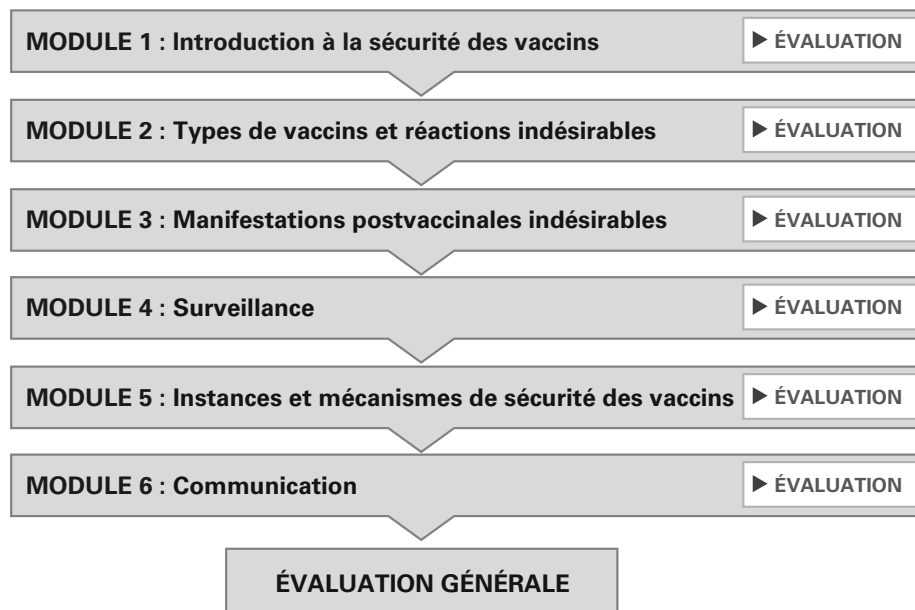 MODULE 1 : Introduction à la sécurité des vaccins ▶ ÉVALUATION
MODULE 2 : Types de vaccins et réactions indésirables ▶ ÉVALUATION
MODULE 3 : Manifestations postvaccinales indésirables ▶ ÉVALUATION
MODULE 4 : Surveillance ▶ ÉVALUATION
MODULE 5 : Instances et mécanismes de sécurité des vaccins ▶ ÉVALUATION
MODULE 6 : Communication ▶ ÉVALUATION
ÉVALUATION GÉNÉRALE